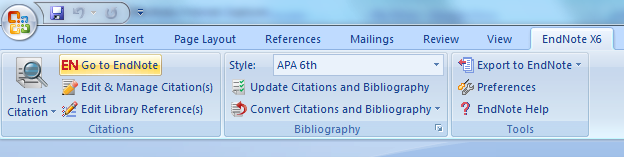 Home Insert Page Layout References Mailings Review View EndNote X6
EN Go to EndNote
Edit & Manage Citation(s)
Edit Library Reference(s)
Insert
Citation
Citations
Style: APA 6th
Update Citations and Bibliography
Convert Citations and Bibliography
Bibliography
Export to EndNote
Preferences
? EndNote Help
Tools